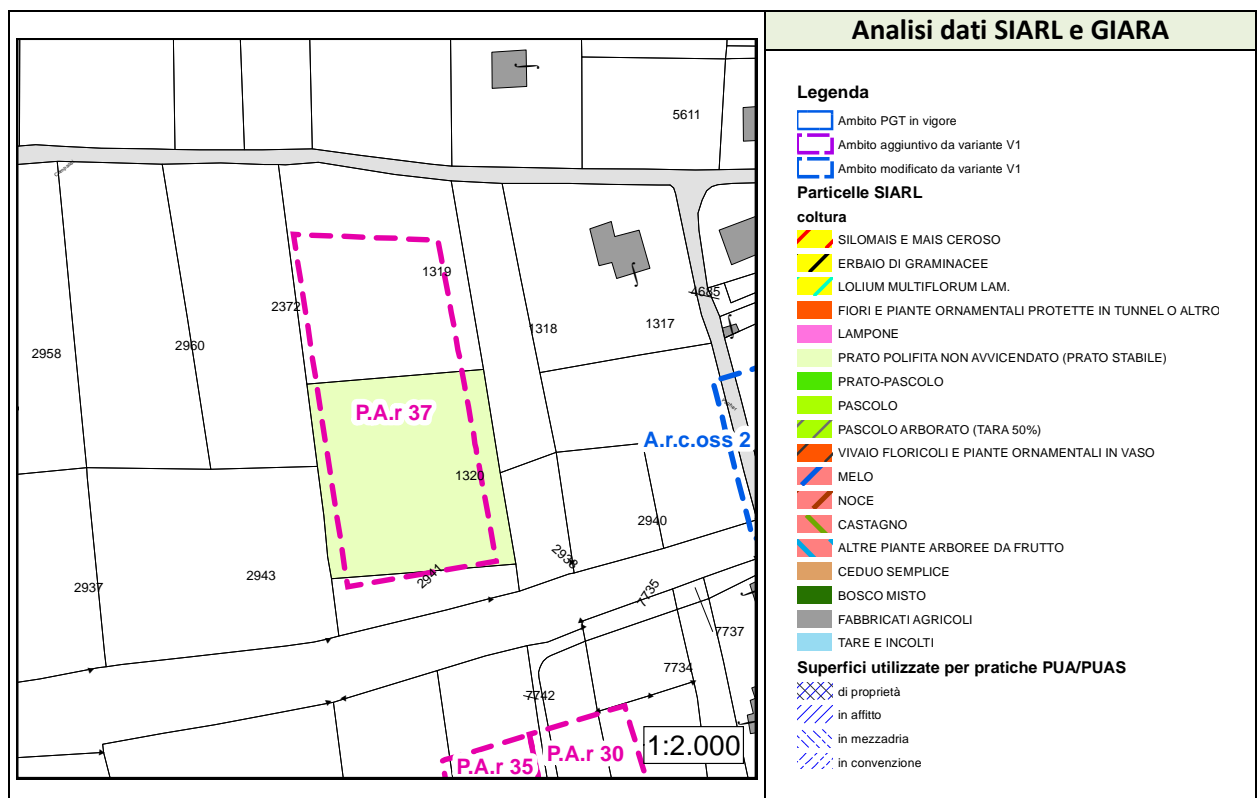 Analisi dati SIARL e GIARA
5611
1319
4685
2372
1318
1317
2960
2958
P.A.r 37
A.r.c.oss 2
1320
2940
2938
2943
2941
2937
7735
7737
7734
7742
1:2.000
P.A.r 30
P.A.r 35
Legenda
Ambito PGT in vigore
Ambito aggiuntivo da variante V1
Ambito modificato da variante V1
Particelle SIARL
coltura
SILOMAIS E MAIS CEROSO
ERBAIO DI GRAMINACEE
LOLIUM MULTIFLORUM LAM.
FIORI E PIANTE ORNAMENTALI PROTETTE IN TUNNEL O ALTRO
LAMPONE
PRATO POLIFITA NON AVVICENDATO (PRATO STABILE)
PRATO-PASCOLO
PASCOLO
PASCOLO ARBORATO (TARA 50%)
VIVAIO FLORICOLI E PIANTE ORNAMENTALI IN VASO
MELO
NOCE
CASTAGNO
ALTRE PIANTE ARBOREE DA FRUTTO
CEDUO SEMPLICE
BOSCO MISTO
FABBRICATI AGRICOLI
TARE E INCOLTI
Superfici utilizzate per pratiche PUA/PUAS
di proprietà
in affitto
in mezzadria
in convenzione